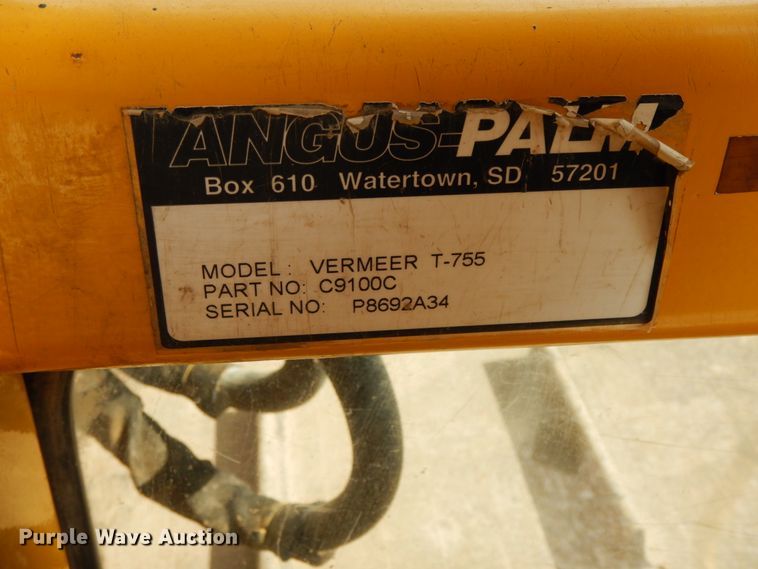 ANGUS-PALM
Box 610 Watertown, SD 57201
MODEL: VERMEER T-755
PART NO: C9100C
SERIAL NO: P8692A34
Purple Wave Auction